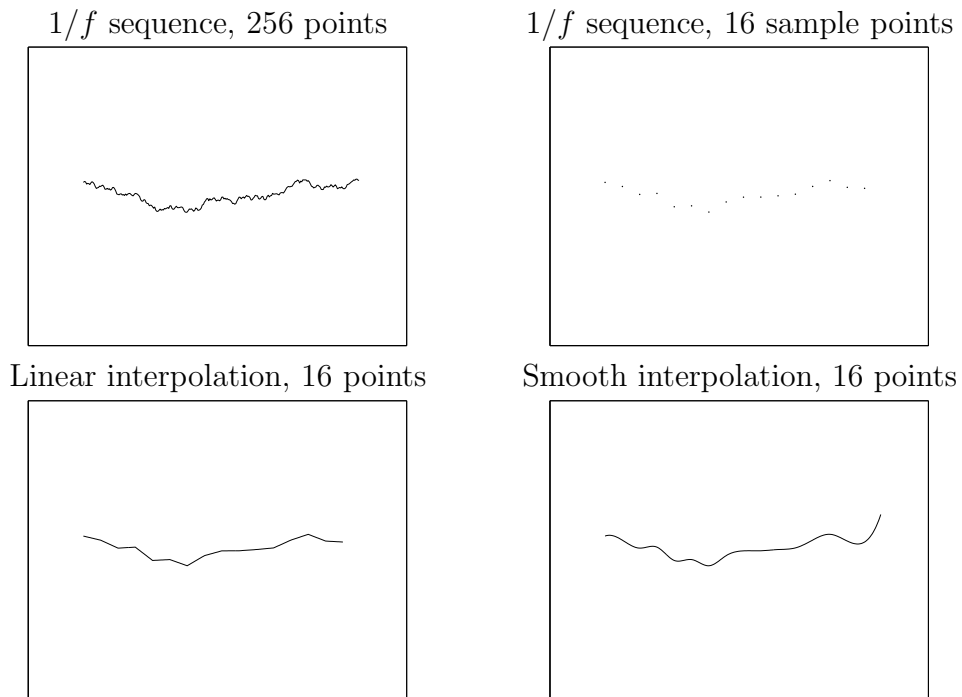 1/f sequence, 256 points
1/f sequence, 16 sample points
Linear interpolation, 16 points
Smooth interpolation, 16 points